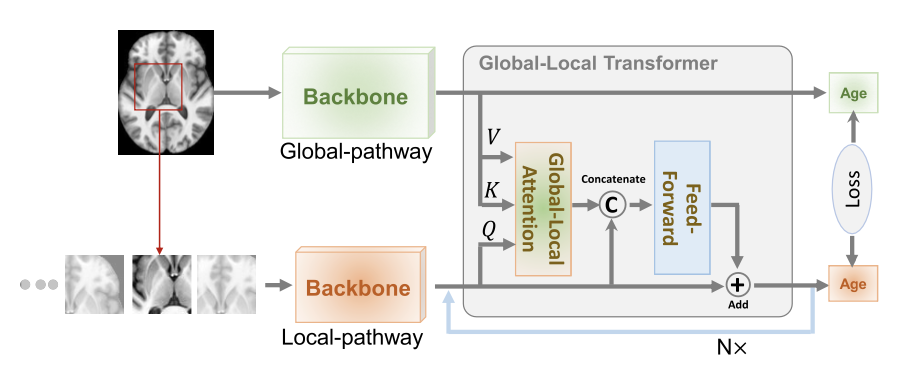 Global-Local Transformer
Backbone
Global-pathway
Age
V
K
Q
Global-Local
Attention
Concatenate
C
Feed-
Forward
Loss
Backbone
Local-pathway
+
Add
Age
N×